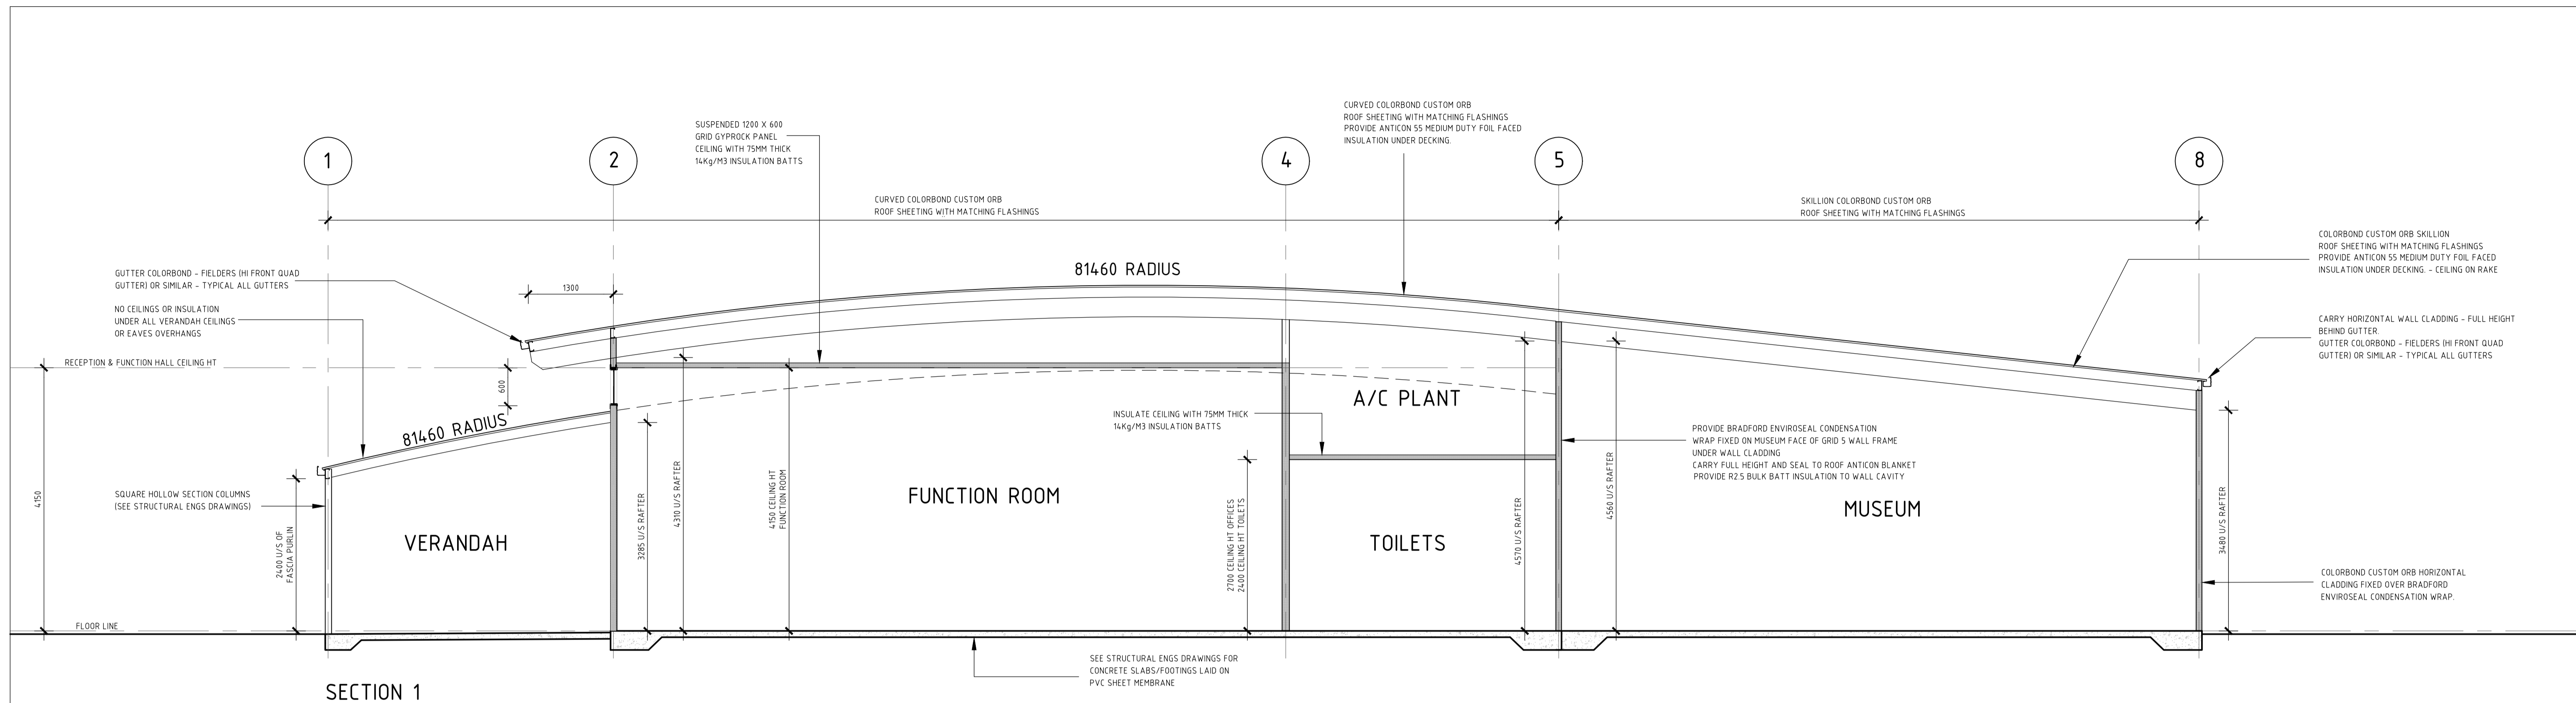 1
2
4
5
8
SUSPENDED 1200 X 600
GRID GYPROCK PANEL
CEILING WITH 75MM THICK
14Kg/M3 INSULATION BATTS
CURVED COLORBOND CUSTOM ORB
ROOF SHEETING WITH MATCHING FLASHINGS
PROVIDE ANTICON 55 MEDIUM DUTY FOIL FACED
INSULATION UNDER DECKING.
CURVED COLORBOND CUSTOM ORB
ROOF SHEETING WITH MATCHING FLASHINGS
SKILLION COLORBOND CUSTOM ORB
ROOF SHEETING WITH MATCHING FLASHINGS
COLORBOND CUSTOM ORB SKILLION
ROOF SHEETING WITH MATCHING FLASHINGS
PROVIDE ANTICON 55 MEDIUM DUTY FOIL FACED
INSULATION UNDER DECKING. - CEILING ON RAKE
GUTTER COLORBOND - FIELDERS (HI FRONT QUAD
GUTTER) OR SIMILAR - TYPICAL ALL GUTTERS
NO CEILINGS OR INSULATION
UNDER ALL VERANDAH CEILINGS
OR EAVES OVERHANGS
1300
81460 RADIUS
CARRY HORIZONTAL WALL CLADDING - FULL HEIGHT
BEHIND GUTTER.
GUTTER COLORBOND - FIELDERS (HI FRONT QUAD
GUTTER) OR SIMILAR - TYPICAL ALL GUTTERS
RECEPTION & FUNCTION HALL CEILING HT
600
81460 RADIUS
A/C PLANT
INSULATE CEILING WITH 75MM THICK
14Kg/M3 INSULATION BATTS
PROVIDE BRADFORD ENVIROSEAL CONDENSATION
WRAP FIXED ON MUSEUM FACE OF GRID 5 WALL FRAME
UNDER WALL CLADDING
CARRY FULL HEIGHT AND SEAL TO ROOF ANTICON BLANKET
PROVIDE R2.5 BULK BATT INSULATION TO WALL CAVITY
4150
SQUARE HOLLOW SECTION COLUMNS
(SEE STRUCTURAL ENGS DRAWINGS)
2400 U/S OF
FASCIA PURLIN
VERANDAH
3285 U/S RAFTER
4310 U/S RAFTER
4150 CEILING HT
FUNCTION ROOM
FUNCTION ROOM
2700 CEILING HT OFFICES
2400 CEILING HT TOILETS
TOILETS
4570 U/S RAFTER
4560 U/S RAFTER
MUSEUM
3480 U/S RAFTER
COLORBOND CUSTOM ORB HORIZONTAL
CLADDING FIXED OVER BRADFORD
ENVIROSEAL CONDENSATION WRAP.
FLOOR LINE
SEE STRUCTURAL ENGS DRAWINGS FOR
CONCRETE SLABS/FOOTINGS LAID ON
PVC SHEET MEMBRANE
SECTION 1